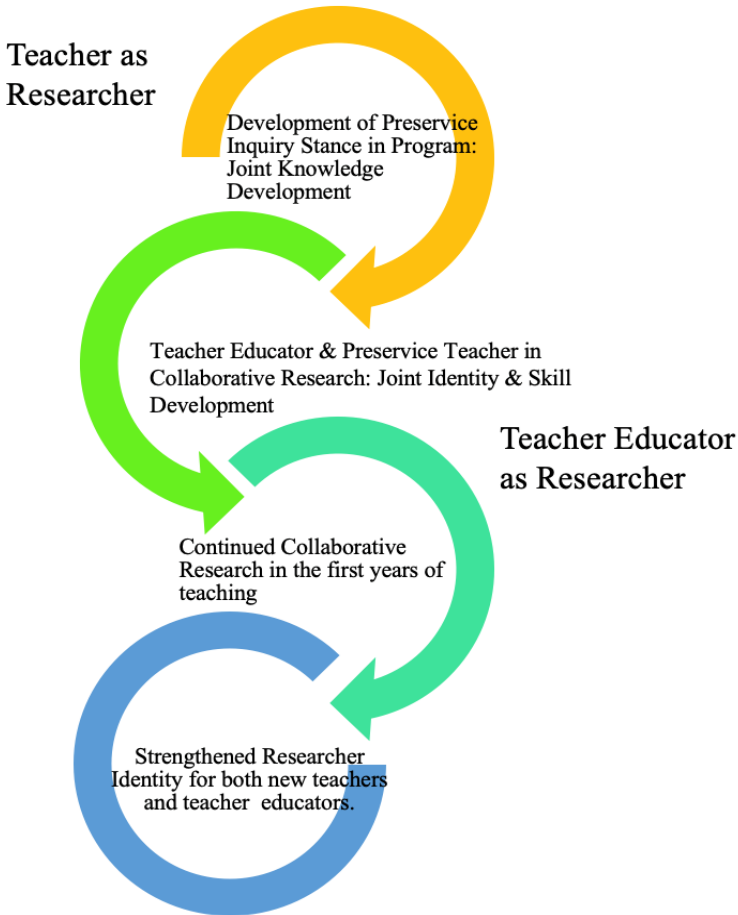 Teacher as
Researcher
Development of Preservice
Inquiry Stance in Program:
Joint Knowledge
Development
Teacher Educator & Preservice Teacher in
Collaborative Research: Joint Identity & Skill
Development
Teacher Educator
as Researcher
Continued Collaborative
Research in the first years of
teaching
Strengthened Researcher
Identity for both new teachers
and teacher educators.